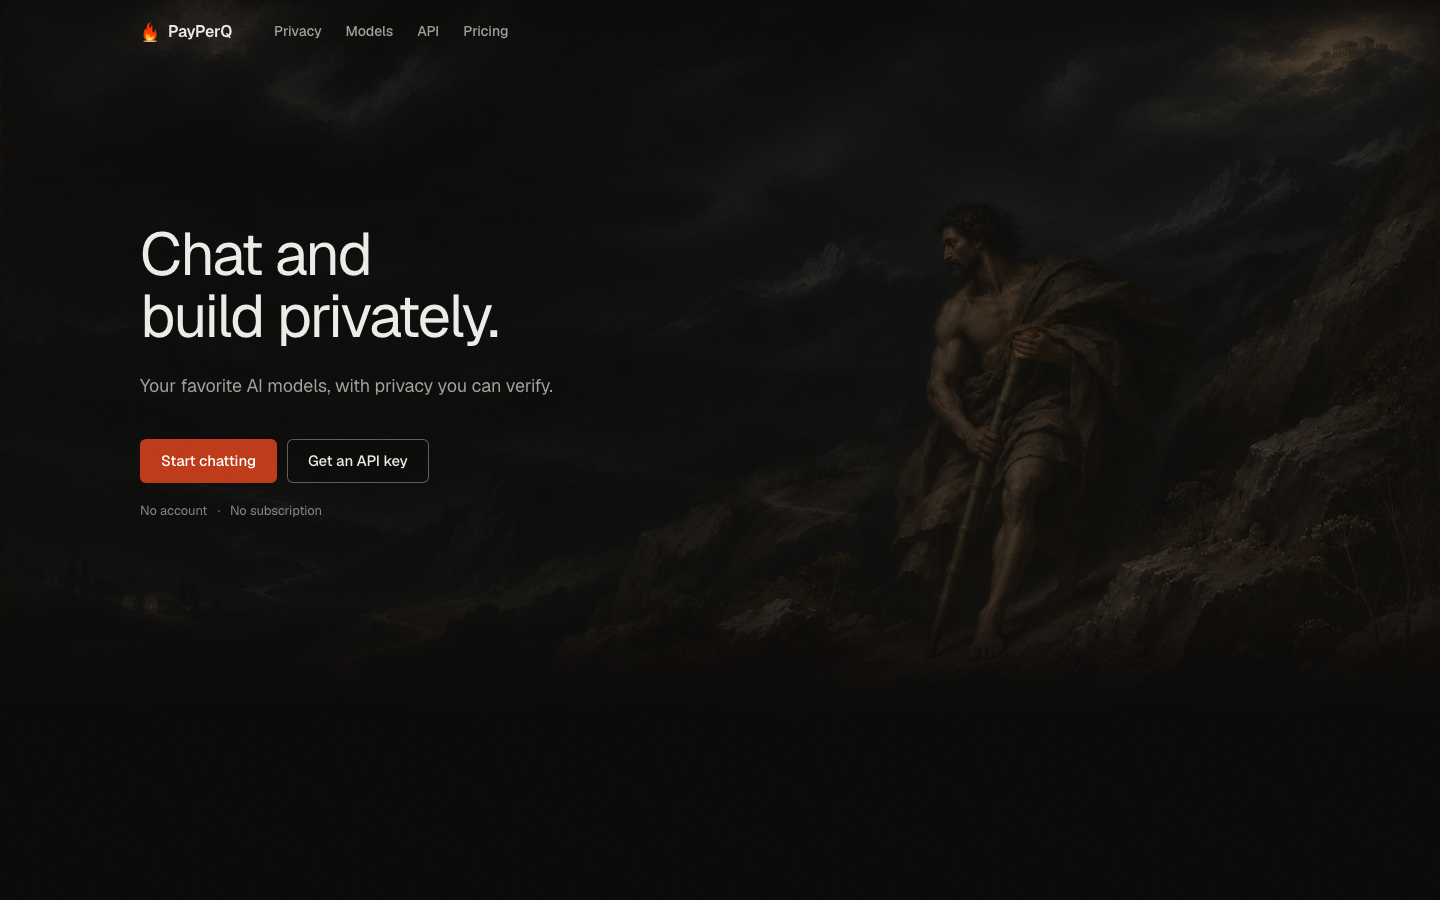 PayPerQ
Privacy
Models
API
Pricing
Chat and
build privately.
Your favorite AI models, with privacy you can verify.
Start chatting
Get an API key
No account · No subscription